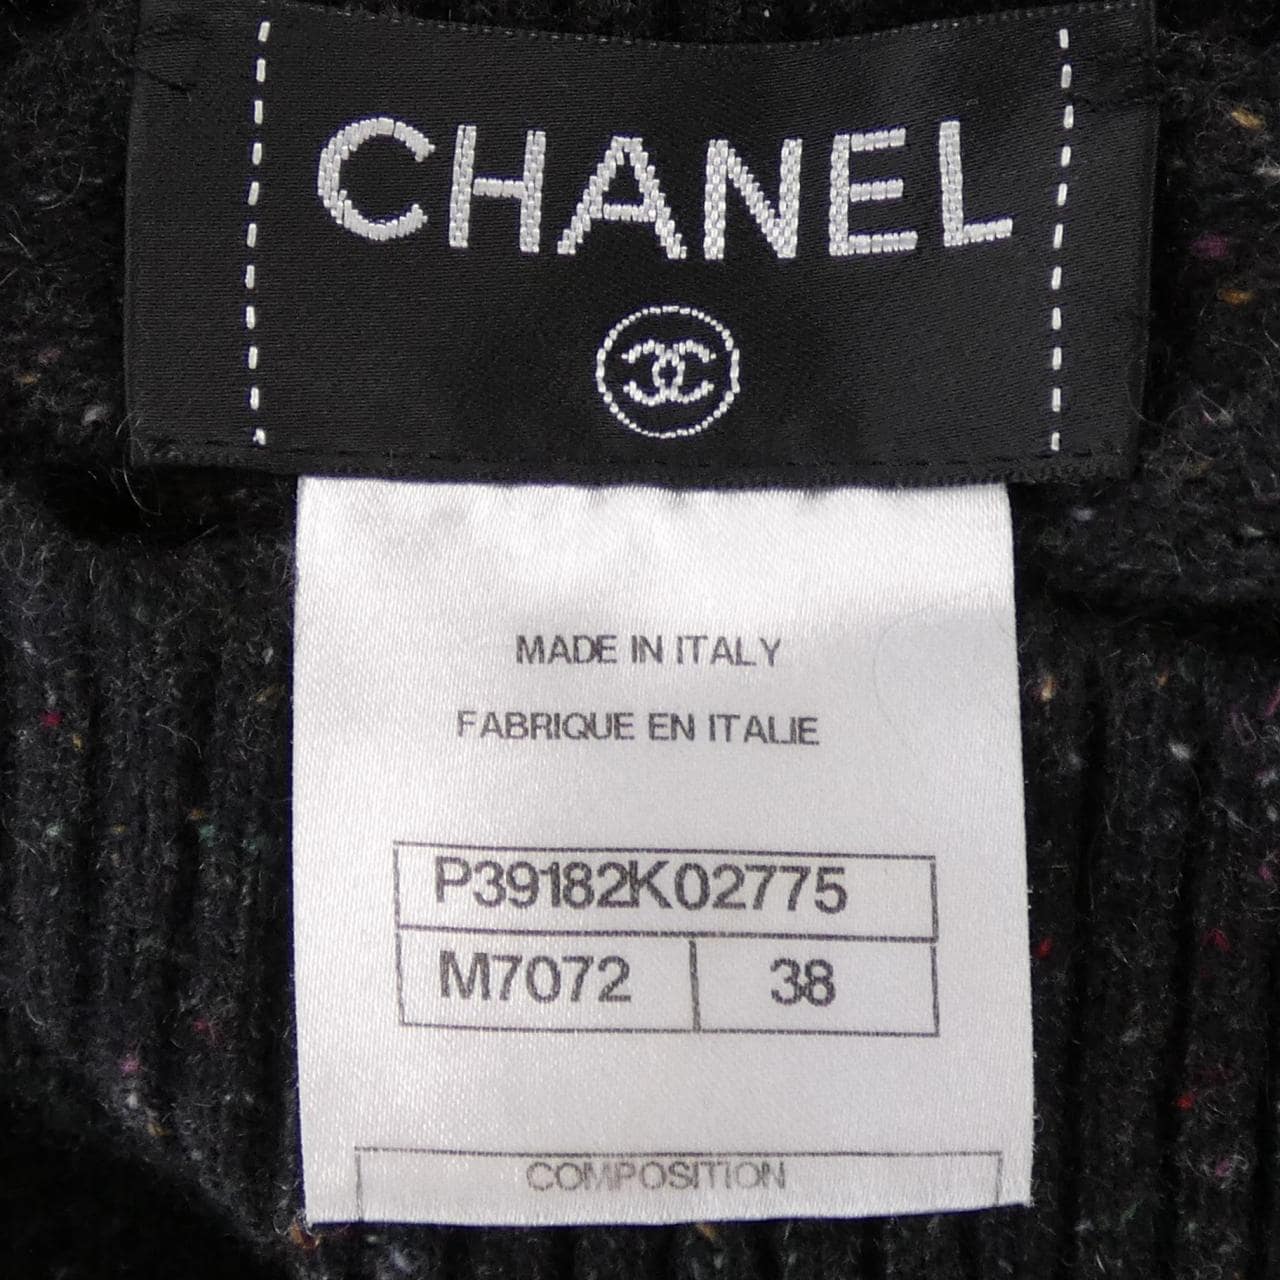 CHANEL
MADE IN ITALY
FABRIQUE EN ITALIE
P39182K02775
M7072 38
COMPOSITION